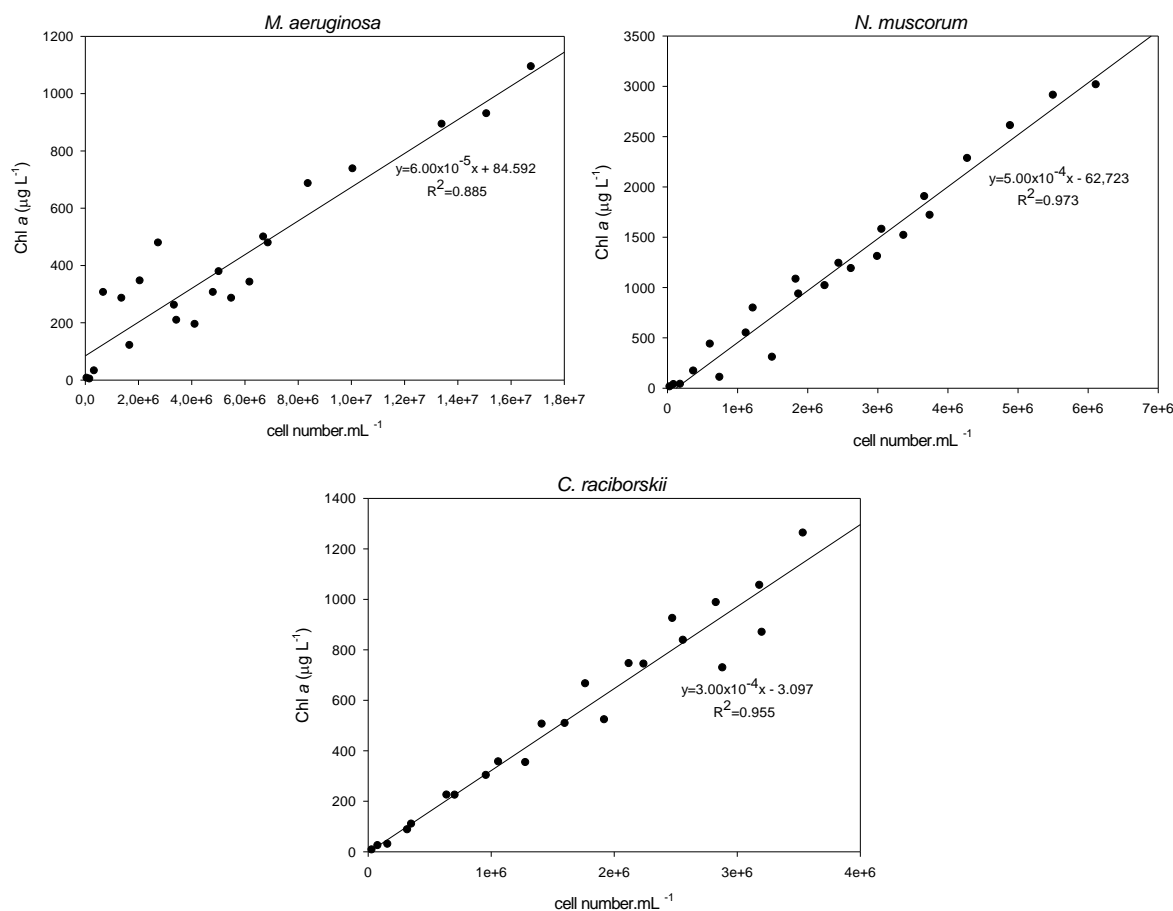 M. aeruginosa
1200
1000
800
600
400
200
0
Chl a (μg L-1)
y=6.00x10-5x + 84.592
R2=0.885
0,0 2,0e+6 4,0e+6 6,0e+6 8,0e+6 1,0e+7 1,2e+7 1,4e+7 1,6e+7 1,8e+7
cell number.mL -1
N. muscorum
3500
3000
2500
2000
1500
1000
500
0
Chl a (μg L-1)
y=5.00x10-4x - 62,723
R2=0.973
0 1e+6 2e+6 3e+6 4e+6 5e+6 6e+6 7e+6
cell number.mL -1
C. raciborskii
1400
1200
1000
800
600
400
200
0
Chl a (μg L-1)
y=3.00x10-4x - 3.097
R2=0.955
0 1e+6 2e+6 3e+6 4e+6
cell number.mL -1